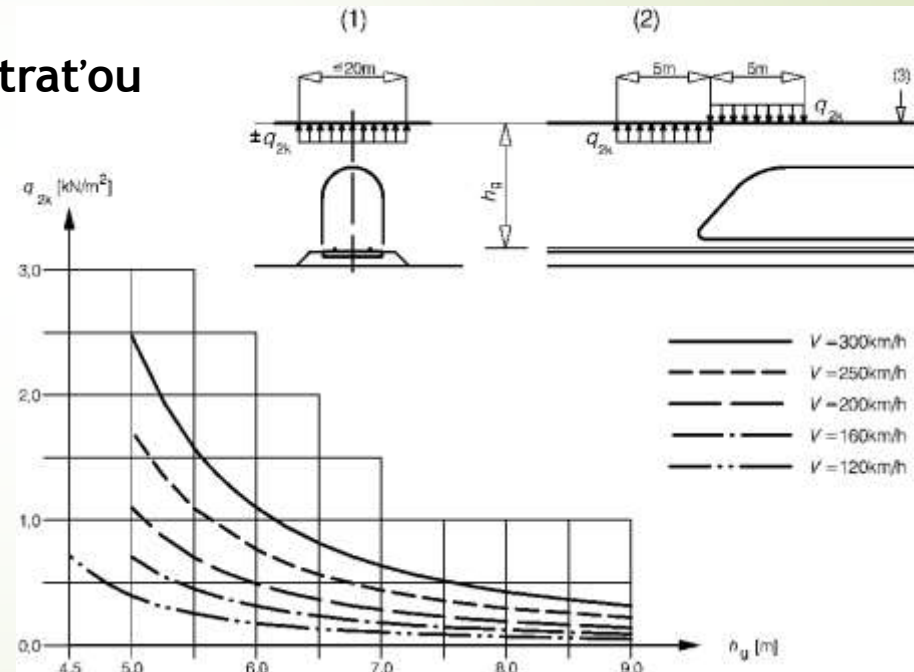 (1) (2)
traťou
≤20m 5m 5m (3)
±q2k q2k q2k
hg
q2k [kN/m²]
3,0
2,0
1,0
0,0
V=300km/h
V=250km/h
V=200km/h
V=160km/h
V=120km/h
4,5 5,0 6,0 7,0 8,0 9,0
hg [m]